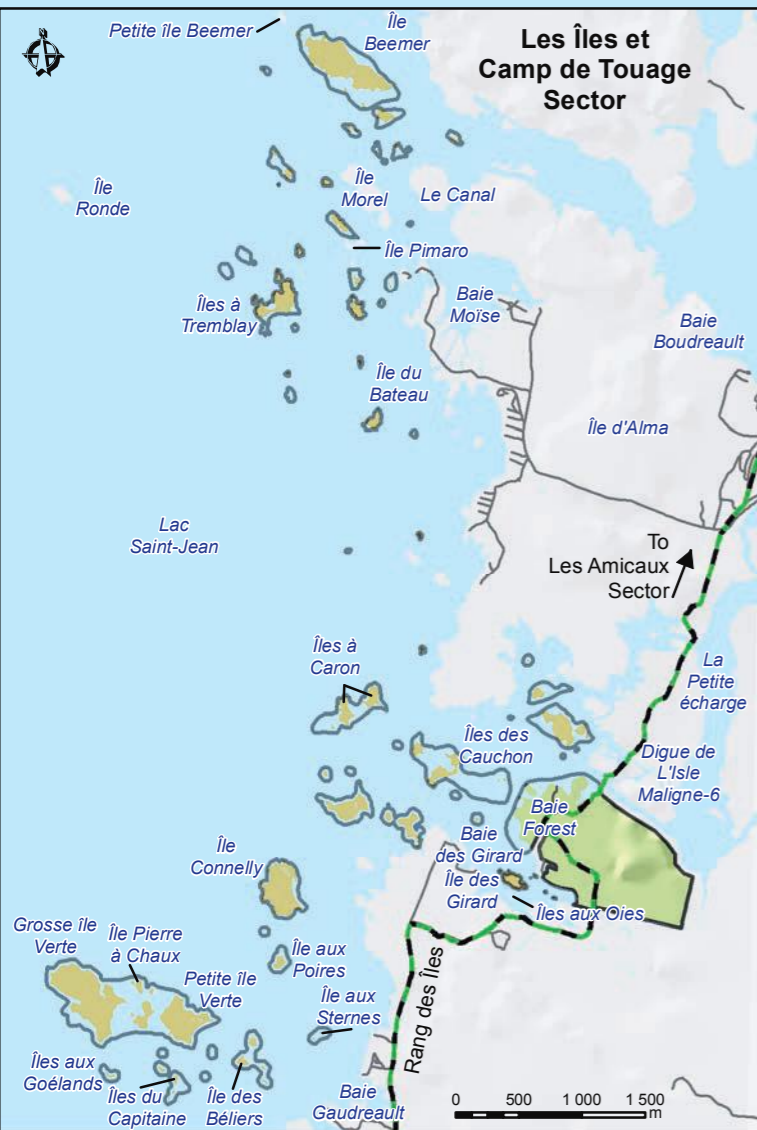 Petite île Beemer
Île
Beemer
Les Îles et
Camp de Touage
Sector
Île
Ronde
Île
Morel
Le Canal
Île Pimaro
Îles à
Tremblay
Baie
Moïse
Baie
Boudreault
Île du
Bateau
Île d'Alma
Lac
Saint-Jean
To
Les Amicaux
Sector
Îles à
Caron
La
Petite
écharge
Îles des
Cauchon
Digue de
L'Isle
Maligne-6
Baie
Forest
Baie
des Girard
Île des
Girard
Îles aux Oies
Île
Connelly
Grosse île
Verte
Île Pierre
à Chaux
Petite île
Verte
Île aux
Poires
Île aux
Sternes
Rang des Îles
Îles aux
Goélands
Îles du
Capitaine
Île des
Béliers
Baie
Gaudreault
0 500 1 000 1 500
m